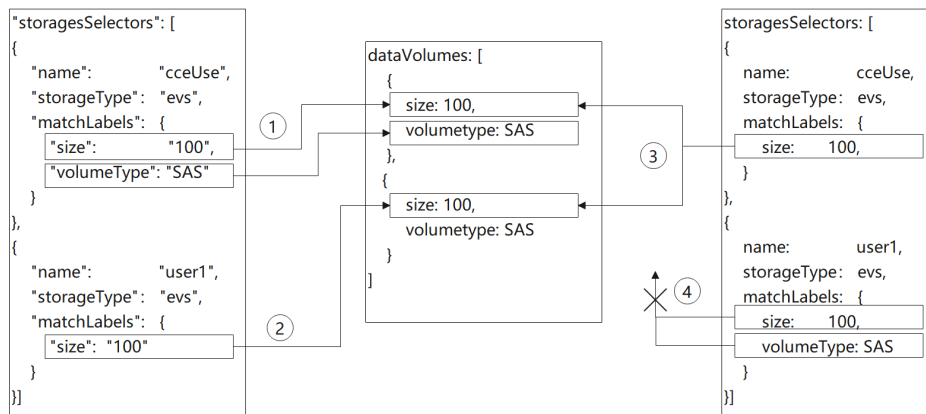 "storagesSelectors": [
{
"name": "cceUse",
"storageType": "evs",
"matchLabels": {
"size": "100",
"volumeType": "SAS"
}
},
{
"name": "user1",
"storageType": "evs",
"matchLabels": {
"size": "100"
}
}]
1
2
dataVolumes: [
{
size: 100,
volumetype: SAS
},
{
size: 100,
volumetype: SAS
}
]
3
4
storagesSelectors: [
{
name: cceUse,
storageType: evs,
matchLabels: {
size: 100,
}
},
{
name: user1,
storageType: evs,
matchLabels: {
size: 100,
volumeType: SAS
}
}]